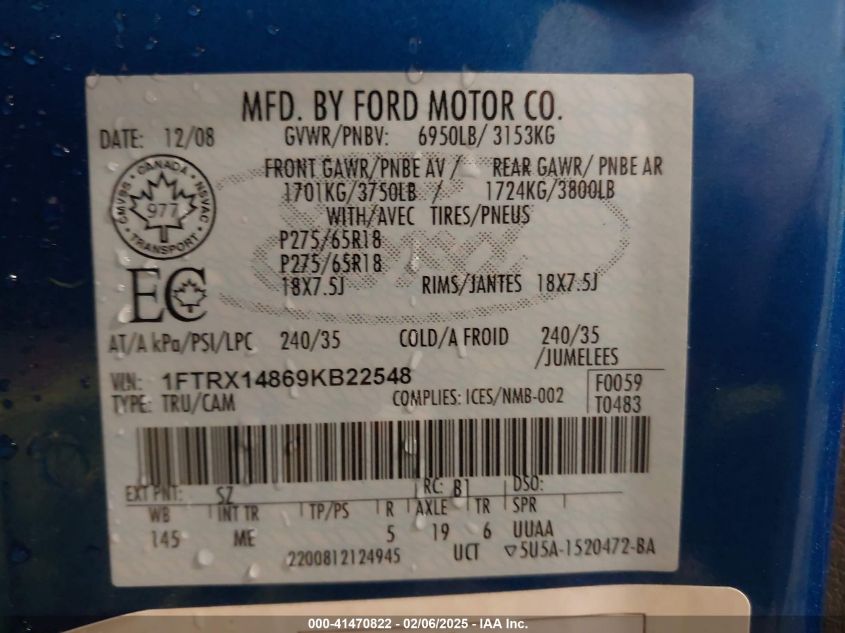 MFD. BY FORD MOTOR CO.
DATE: 12/08 GVWR/PNBV: 6950LB/ 3153KG
FRONT GAWR/PNBE AV / REAR GAWR/ PNBE AR
1701KG/3750LB / 1724KG/3800LB
WITH/AVEC TIRES/PNEUS
CANADA
CMVSS 977 NSVAC
TRANSPORT
P275/65R18
P275/65R18
18X7.5J RIMS/JANTES 18X7.5J
EC
AT/A kPa/PSI/LPC 240/35 COLD/A FROID 240/35
/JUMELEES
VIN: 1FTRX14869KB22548 F0059
TYPE: TRU/CAM COMPLIES: ICES/NMB-002 T0483
EXT PNT: SZ RC: B1 DSO:
WB INT TR TP/PS R AXLE TR SPR
145 ME 5 19 6 UUAA
2200812124945 UCT ▽5U5A-1520472-BA
000-41470822 - 02/06/2025 - IAA Inc.